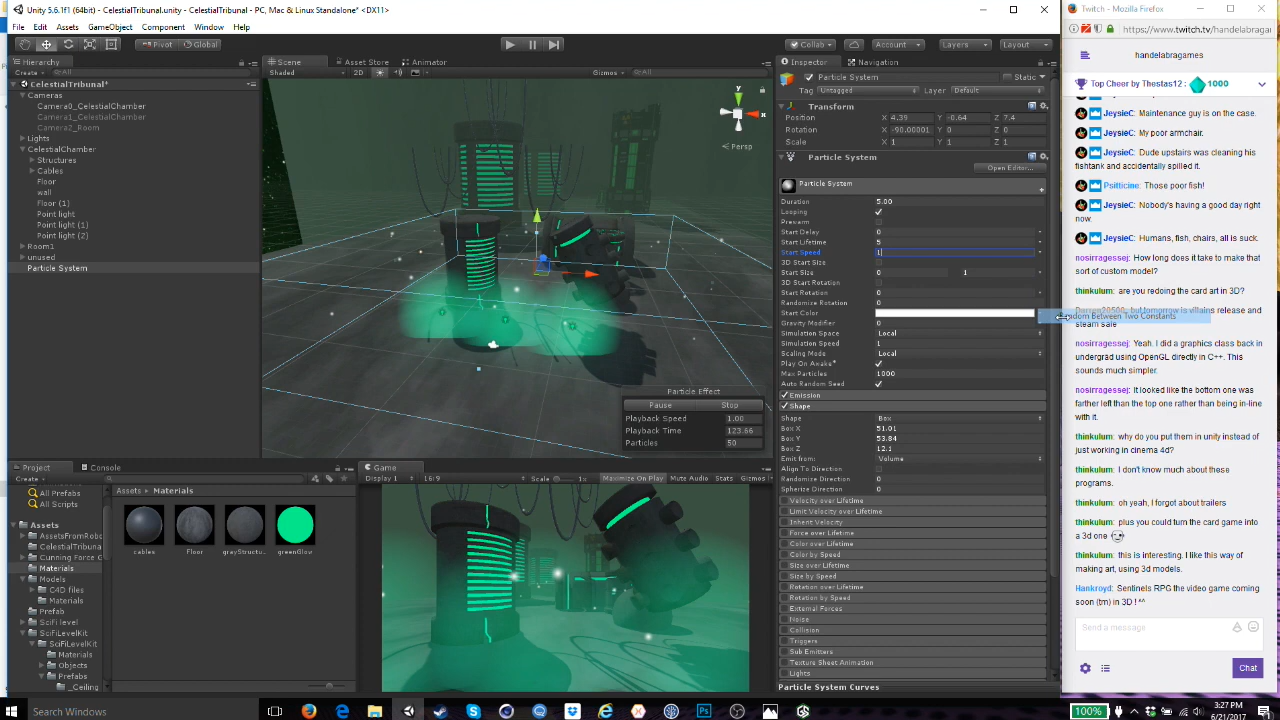 Unity 5.6.1f1 (64bit) - CelestialTribunal.unity - CelestialTribunal - PC, Mac & Linux Standalone* <DX11>
File Edit Assets GameObject Component Window Help
Pivot Global
Collab Account Layers Layout
Hierarchy
Create All
CelestialTribunal*
Cameras
Camera0_CelestialChamber
Camera1_CelestialChamber
Camera2_Room
Lights
CelestialChamber
Structures
Cables
Floor
wall
Floor (1)
Point light
Point light (1)
Point light (2)
Room1
unused
Particle System
Scene Asset Store Animator
Shaded 2D Gizmos All
y
x
Persp
Particle Effect
Pause Stop
Playback Speed 1.00
Playback Time 123.66
Particles 50
Inspector Navigation
Particle System Static
Tag Untagged Layer Default
Transform
Position X 4.39 Y -0.64 Z 7.4
Rotation X -90.00001 Y 0 Z 0
Scale X 1 Y 1 Z 1
Particle System
Open Editor...
Particle System
Duration 5.00
Looping
Prewarm
Start Delay 0
Start Lifetime 5
Start Speed 1
3D Start Size
Start Size 0 1
3D Start Rotation
Start Rotation 0
Randomize Rotation 0
Start Color
Gravity Modifier 0
Simulation Space Local
Simulation Speed 1
Scaling Mode Local
Play On Awake*
Max Particles 1000
Auto Random Seed
Emission
Shape
Shape Box
Box X 51.01
Box Y 53.84
Box Z 12.1
Emit from: Volume
Align To Direction
Randomize Direction 0
Spherize Direction 0
Velocity over Lifetime
Limit Velocity over Lifetime
Inherit Velocity
Force over Lifetime
Color over Lifetime
Color by Speed
Size over Lifetime
Size by Speed
Rotation over Lifetime
Rotation by Speed
External Forces
Noise
Collision
Triggers
Sub Emitters
Texture Sheet Animation
Lights
Particle System Curves
Project Console
Create
All Prefabs
All Scripts
Assets
AssetsFromRobo
CelestialTribuna
Cunning Force C
Materials
Models
C4D files
Materials
Prefab
SciFi level
SciFiLevelKit
SciFiLevelKit
Materials
Objects
Prefabs
_Ceiling
Assets Materials
cables Floor grayStructu... greenGlow
Game
Display 1 16:9 Scale 1x Maximize On Play Mute Audio Stats Gizmos
Twitch - Mozilla Firefox
https://www.twitch.tv/handelabragam
handelabragames
Top Cheer by Thestas12 : 1000
JeysieC: Maintenance guy is on the case.
JeysieC: My poor armchair.
JeysieC: Dude upstairs was cleaning his
fishtank and accidentally spilled it.
Psitticine: Those poor fish!
JeysieC: Nobody's having a good day right
now.
JeysieC: Humans, fish, chairs, all is suck.
nosirragessej: How long does it take to make that
sort of custom model?
thinkulum: are you redoing the card art in 3D?
but tomorrow is villains release and
steam sale
ndom Between Two Constants
nosirragessej: Yeah. I did a graphics class back in
undergrad using OpenGL directly in C++. This
sounds much simpler.
nosirragessej: It looked like the bottom one was
farther left than the top one rather than being in-line
with it.
thinkulum: why do you put them in unity instead of
just working in cinema 4d?
thinkulum: I don't know much about these
programs.
thinkulum: oh yeah, I forgot about trailers
thinkulum: plus you could turn the card game into
a 3d one
thinkulum: this is interesting. I like this way of
making art, using 3d models.
Hankroyd: Sentinels RPG the video game coming
soon (tm) in 3D ! ^^
Send a message
Chat
Search Windows
Ps
100%
3:27 PM
6/21/2017